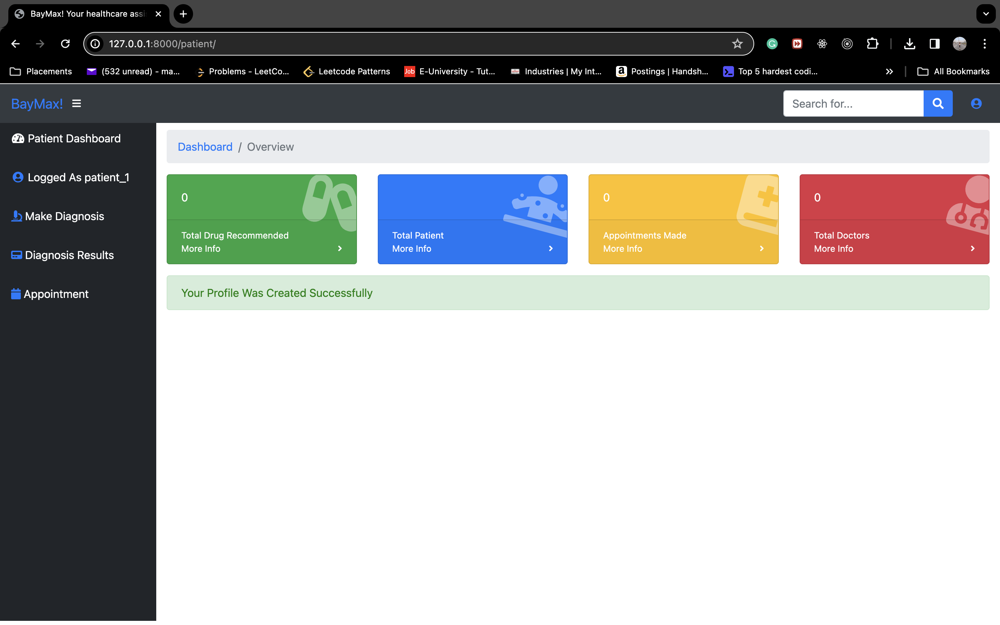 BayMax! Your healthcare assi
127.0.0.1:8000/patient/
Placements
(532 unread) - ma...
Problems - LeetCo...
Leetcode Patterns
Job
E-University - Tut...
Industries | My Int...
a
Postings | Handsh...
Top 5 hardest codi...
All Bookmarks
BayMax!
Search for...
Patient Dashboard
Logged As patient_1
Make Diagnosis
Diagnosis Results
Appointment
Dashboard / Overview
0
Total Drug Recommended
More Info
Total Patient
More Info
0
Appointments Made
More Info
0
Total Doctors
More Info
Your Profile Was Created Successfully